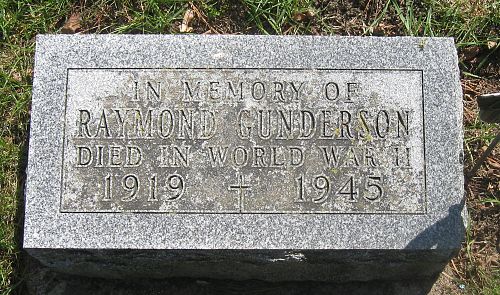 IN MEMORY OF
RAYMOND GUNDERSON
DIED IN WORLD WAR II
1919 ✝ 1945